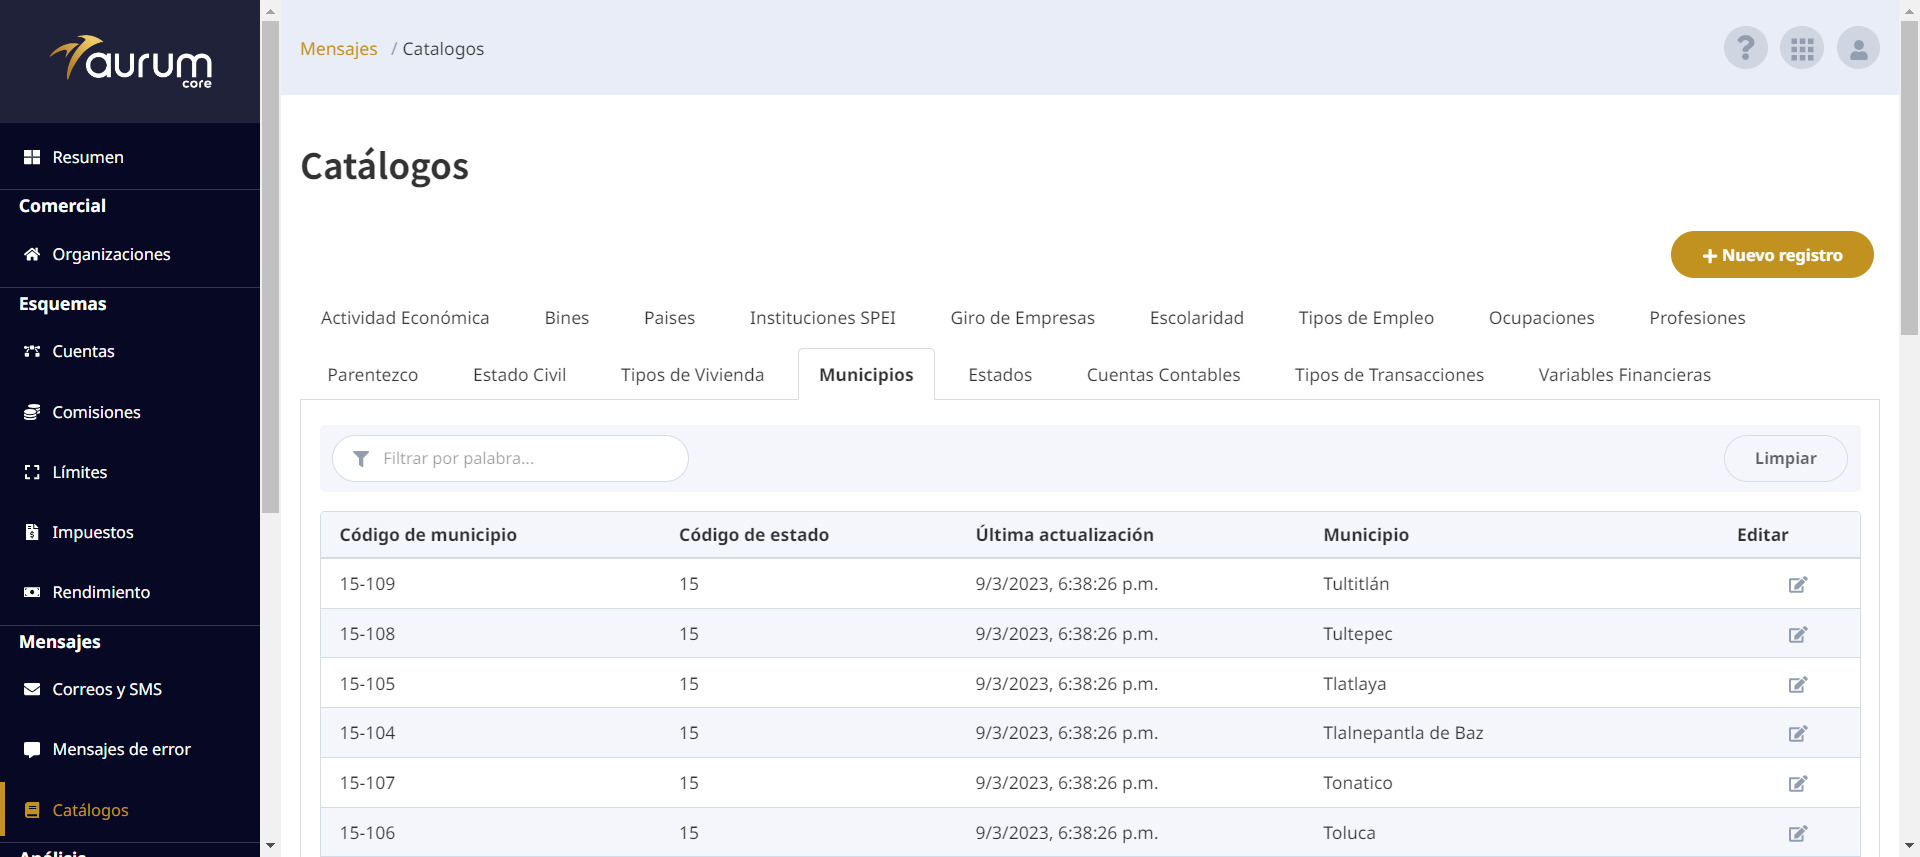 aurum
core
Resumen
Comercial
Organizaciones
Esquemas
Cuentas
Comisiones
Límites
Impuestos
Rendimiento
Mensajes
Correos y SMS
Mensajes de error
Catálogos
Mensajes / Catalogos
?
Catálogos
+ Nuevo registro
Actividad Económica Bines Paises Instituciones SPEI Giro de Empresas Escolaridad Tipos de Empleo Ocupaciones Profesiones
Parentezco Estado Civil Tipos de Vivienda Municipios Estados Cuentas Contables Tipos de Transacciones Variables Financieras
Filtrar por palabra... Limpiar
Código de municipio Código de estado Última actualización Municipio Editar
15-109 15 9/3/2023, 6:38:26 p.m. Tultitlán
15-108 15 9/3/2023, 6:38:26 p.m. Tultepec
15-105 15 9/3/2023, 6:38:26 p.m. Tlatlaya
15-104 15 9/3/2023, 6:38:26 p.m. Tlalnepantla de Baz
15-107 15 9/3/2023, 6:38:26 p.m. Tonatico
15-106 15 9/3/2023, 6:38:26 p.m. Toluca